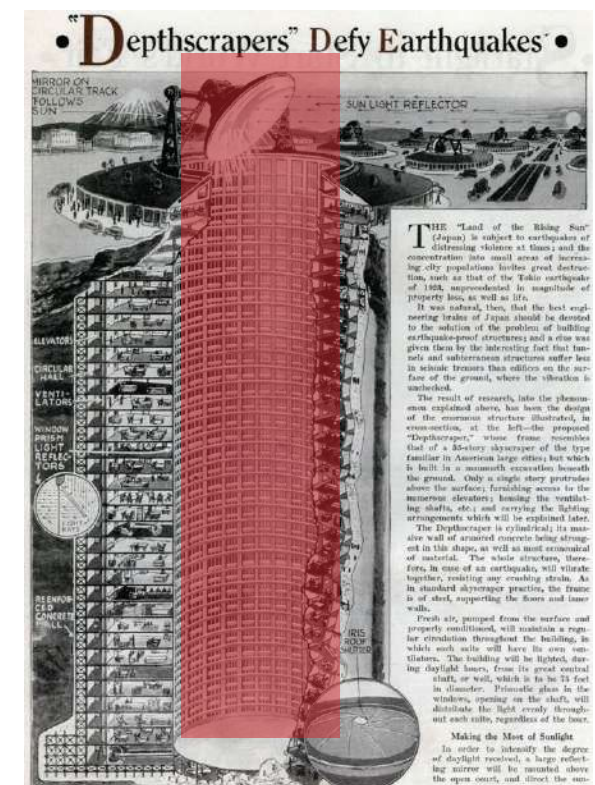 "Depthscrapers" Defy Earthquakes
MIRROR ON
CIRCULAR TRACK
FOLLOWS
SUN
SUN LIGHT REFLECTOR
ELEVATORS
CIRCULAR
HALL
VENTI-
LATORS
WINDOW
PRISM
LIGHT
REFLEC-
TORS
LIGHT
RAYS
REENFOR-
CED
CONCRETE
WALL
IRIS
ROOF
SHUTTER
THE "Land of the Rising Sun"
(Japan) is subject to earthquakes of
distressing violence at times; and the
concentration into small areas of increas-
ing city populations invites great destruc-
tion, such as that of the Tokio earthquake
of 1923, unprecedented in magnitude of
property loss, as well as life.
It was natural, then, that the best engi-
neering brains of Japan should be devoted
to the solution of the problem of building
earthquake-proof structures; and a clue was
given them by the interesting fact that tun-
nels and subterranean structures suffer less
in seismic tremors than edifices on the sur-
face of the ground, where the vibration is
unchecked.
The result of research, into the phenom-
enon explained above, has been the design
of the enormous structure illustrated, in
cross-section, at the left—the proposed
"Depthscraper," whose frame resembles
that of a 35-story skyscraper of the type
familiar in American large cities; but which
is built in a mammoth excavation beneath
the ground. Only a single story protrudes
above the surface; furnishing access to the
numerous elevators; housing the ventilat-
ing shafts, etc.; and carrying the lighting
arrangements which will be explained later.
The Depthscraper is cylindrical; its mas-
sive wall of armored concrete being strong-
est in this shape, as well as most economical
of material. The whole structure, there-
fore, in case of an earthquake, will vibrate
together, resisting any crushing strain. As
in standard skyscraper practice, the frame
is of steel, supporting the floors and inner
walls.
Fresh air, pumped from the surface and
properly conditioned, will maintain a regu-
lar circulation throughout the building, in
which each suite will have its own ven-
tilators. The building will be lighted, dur-
ing daylight hours, from its great central
shaft, or well, which is to be 75 feet
in diameter. Prismatic glass in the
windows, opening on the shaft, will
distribute the light evenly through-
out each suite, regardless of the hour.
Making the Most of Sunlight
In order to intensify the degree
of daylight received, a large reflect-
ing mirror will be mounted above
the open court, and direct the sun-